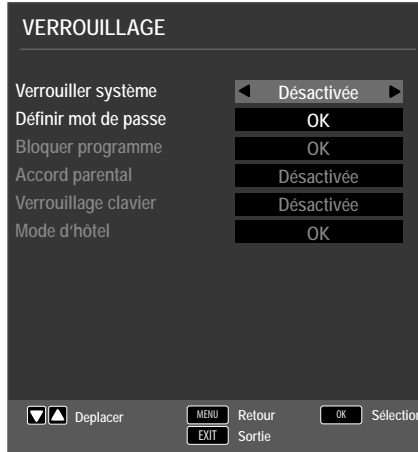 VERROUILLAGE
Verrouiller système Désactivée
Définir mot de passe OK
Bloquer programme OK
Accord parental Désactivée
Verrouillage clavier Désactivée
Mode d'hôtel OK
Deplacer MENU Retour OK Sélection
EXIT Sortie